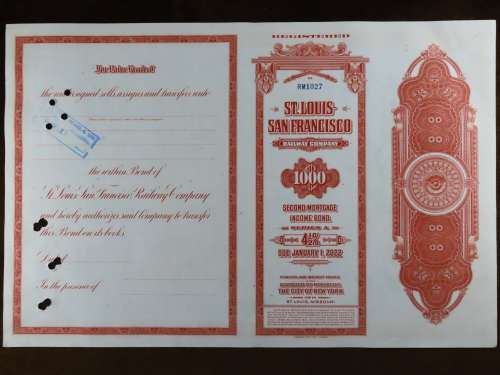 For Value Received
the undersigned sells, assigns and transfers unto
the within Bond of
St. Louis-San Francisco Railway Company
and hereby authorizes said Company to transfer
this Bond on its books.
Dated
In the presence of
REGISTERED
No
RM1027
ST. LOUIS
SAN FRANCISCO
RAILWAY COMPANY
$1000
SECOND MORTGAGE
INCOME BOND,
SERIES A,
4½%
DUE JANUARY 1, 2022
THE CITY OF NEW YORK
ST. LOUIS, MISSOURI